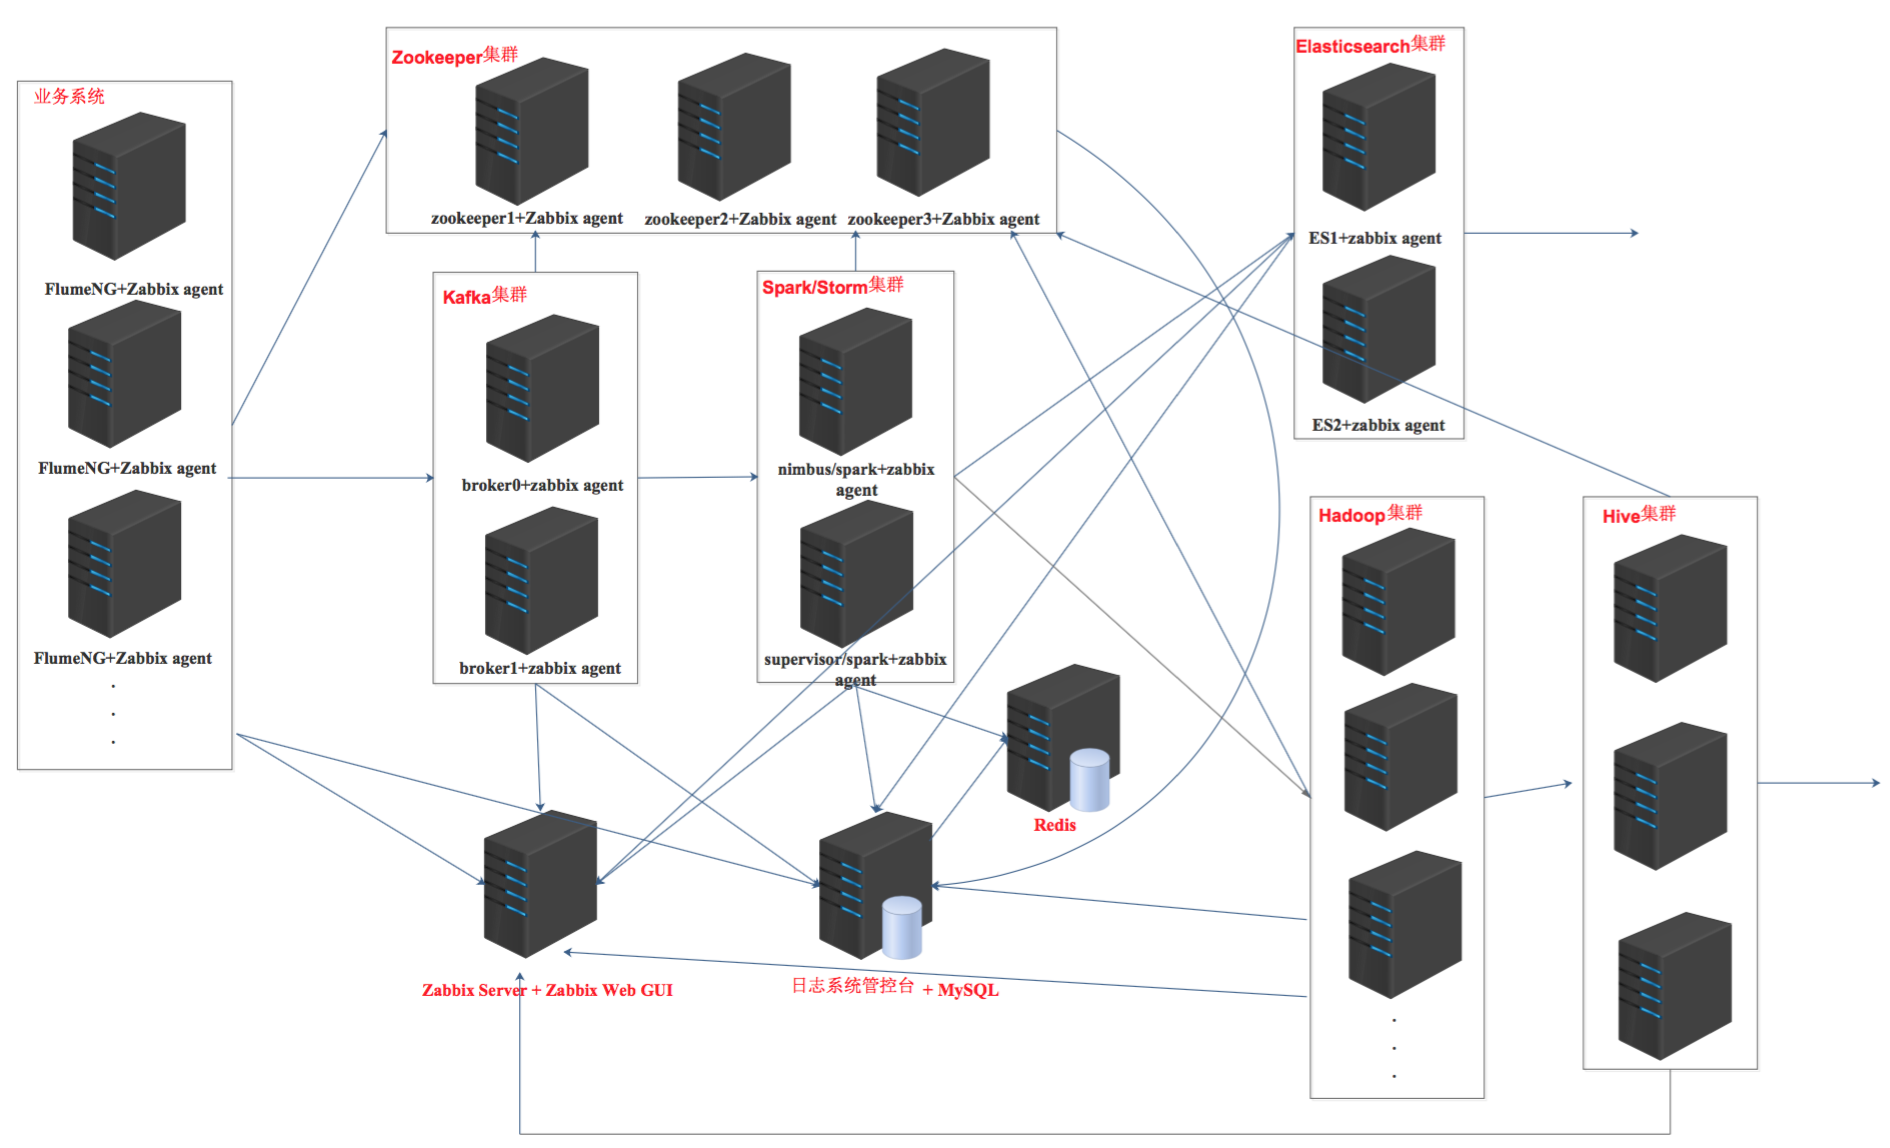 业务系统
FlumeNG+Zabbix agent
FlumeNG+Zabbix agent
FlumeNG+Zabbix agent
.
.
.
Zookeeper集群
zookeeper1+Zabbix agent
zookeeper2+Zabbix agent
zookeeper3+Zabbix agent
Kafka集群
broker0+zabbix agent
broker1+zabbix agent
Spark/Storm集群
nimbus/spark+zabbix
agent
supervisor/spark+zabbix
agent
Elasticsearch集群
ES1+zabbix agent
ES2+zabbix agent
Redis
Hadoop集群
.
.
.
Hive集群
Zabbix Server + Zabbix Web GUI
日志系统管控台 + MySQL